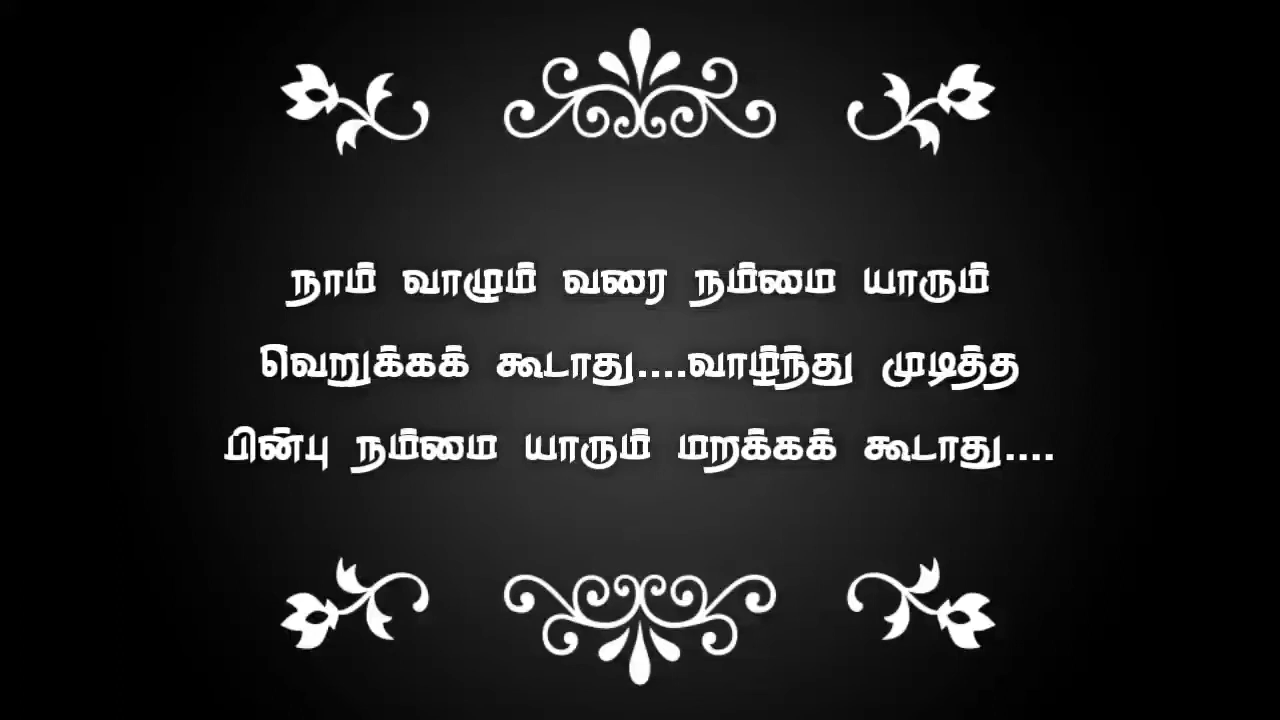 நாம் வாழும் வரை நம்மை யாரும்
வெறுக்கக் கூடாது....வாழ்ந்து முடித்த
பின்பு நம்மை யாரும் மறக்கக் கூடாது....